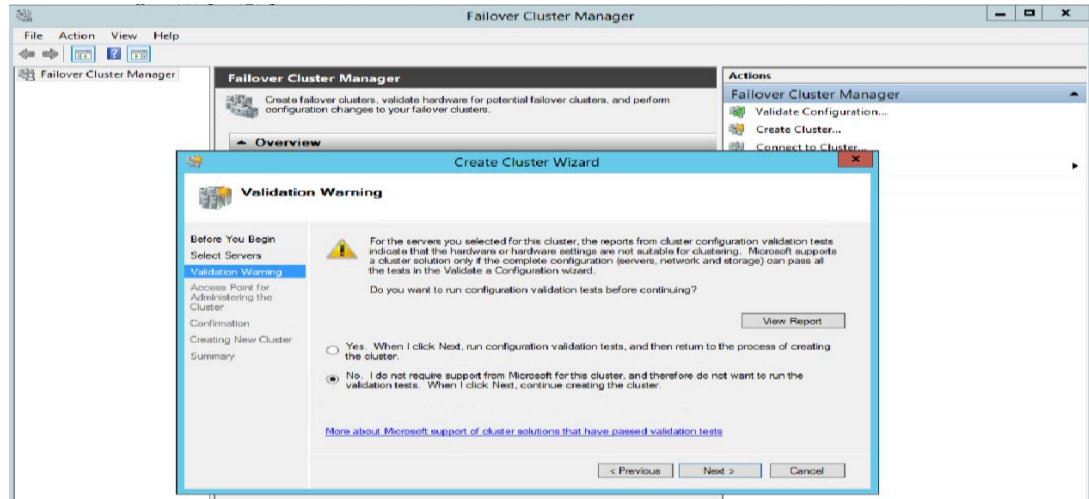 Failover Cluster Manager
File Action View Help
Failover Cluster Manager
Failover Cluster Manager
Create failover clusters, validate hardware for potential failover clusters, and perform
configuration changes to your failover clusters.
Overview
Actions
Failover Cluster Manager
Validate Configuration...
Create Cluster...
Connect to Cluster...
Create Cluster Wizard
Validation Warning
Before You Begin
Select Servers
Validation Warning
Access Point for
Administering the
Cluster
Confirmation
Creating New Cluster
Summary
For the servers you selected for this cluster, the reports from cluster configuration validation tests
indicate that the hardware or hardware settings are not suitable for clustering. Microsoft supports
a cluster solution only if the complete configuration (servers, network and storage) can pass all
the tests in the Validate a Configuration wizard.
Do you want to run configuration validation tests before continuing?
View Report
Yes. When I click Next, run configuration validation tests, and then return to the process of creating
the cluster.
No. I do not require support from Microsoft for this cluster, and therefore do not want to run the
validation tests. When I click Next, continue creating the cluster.
More about Microsoft support of cluster solutions that have passed validation tests
< Previous
Next >
Cancel